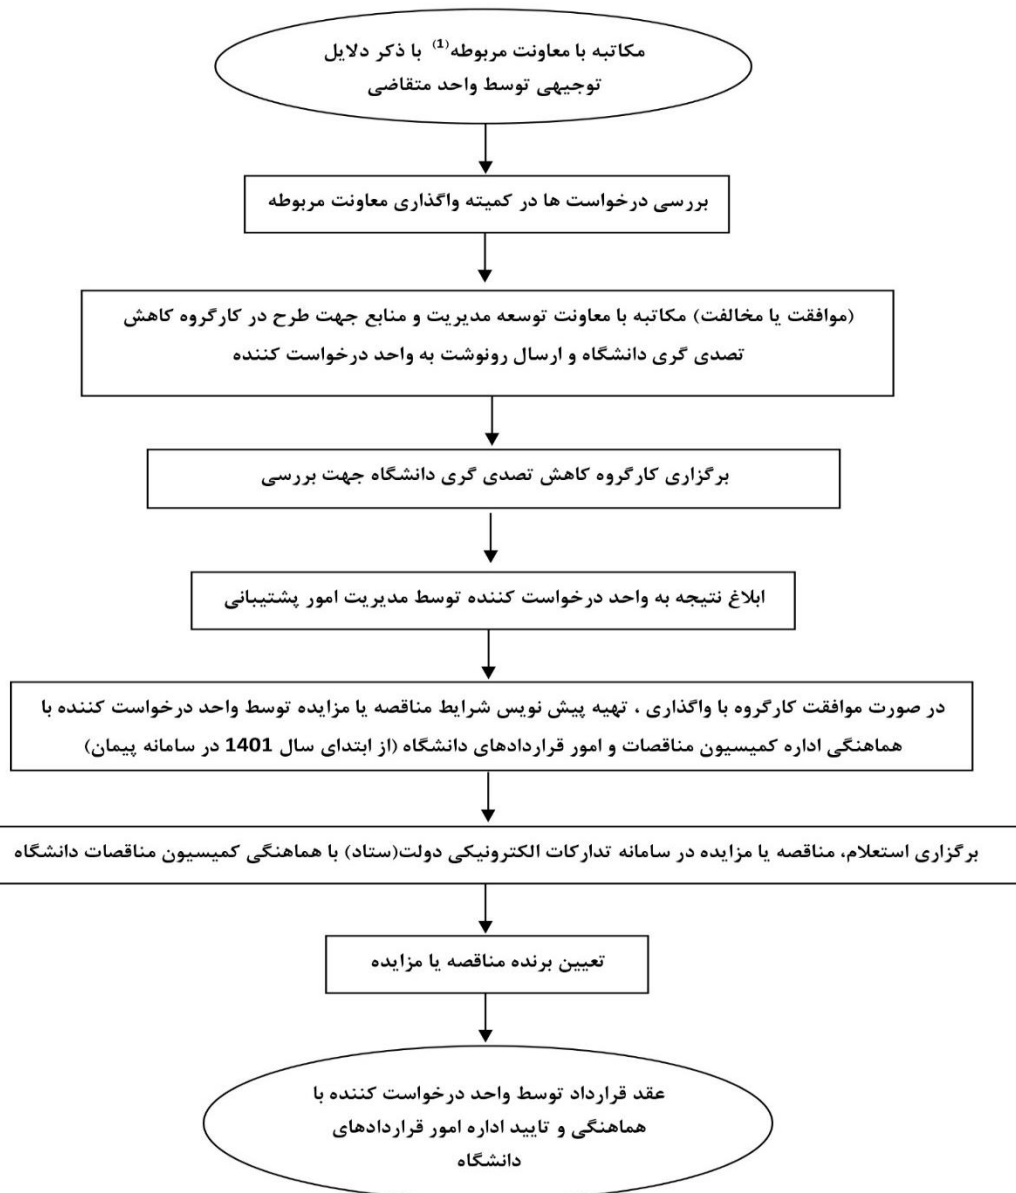 مکاتبه با معاونت مربوطه(1) با ذکر دلایل
توجیهی توسط واحد متقاضی
بررسی درخواست ها در کمیته واگذاری معاونت مربوطه
(موافقت یا مخالفت) مکاتبه با معاونت توسعه مدیریت و منابع جهت طرح در کارگروه کاهش
تصدی گری دانشگاه و ارسال رونوشت به واحد درخواست کننده
برگزاری کارگروه کاهش تصدی گری دانشگاه جهت بررسی
ابلاغ نتیجه به واحد درخواست کننده توسط مدیریت امور پشتیبانی
در صورت موافقت کارگروه با واگذاری ، تهیه پیش نویس شرایط مناقصه یا مزایده توسط واحد درخواست کننده با
هماهنگی اداره کمیسیون مناقصات و امور قراردادهای دانشگاه (از ابتدای سال 1401 در سامانه پیمان)
برگزاری استعلام، مناقصه یا مزایده در سامانه تدارکات الکترونیکی دولت(ستاد) با هماهنگی کمیسیون مناقصات دانشگاه
تعیین برنده مناقصه یا مزایده
عقد قرارداد توسط واحد درخواست کننده با
هماهنگی و تایید اداره امور قراردادهای
دانشگاه